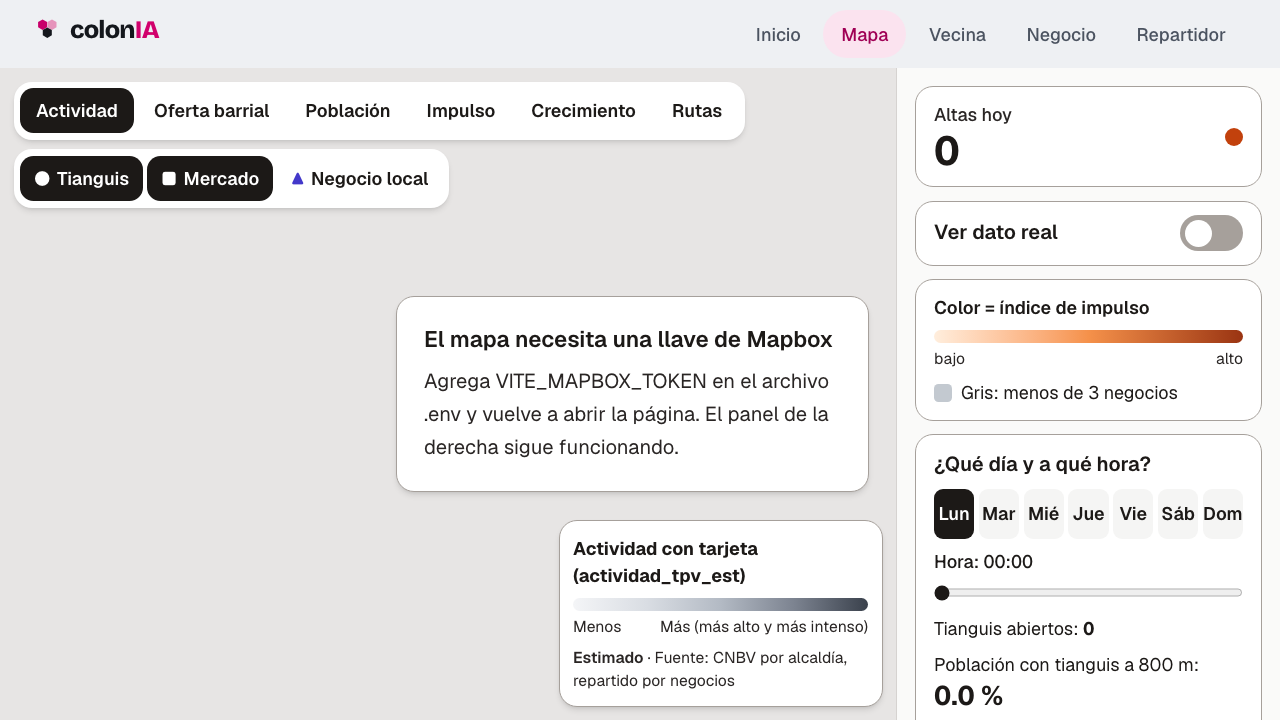 colonIA
Inicio Mapa Vecina Negocio Repartidor
Actividad Oferta barrial Población Impulso Crecimiento Rutas
Tianguis Mercado Negocio local
El mapa necesita una llave de Mapbox
Agrega VITE_MAPBOX_TOKEN en el archivo
.env y vuelve a abrir la página. El panel de la
derecha sigue funcionando.
Actividad con tarjeta
(actividad_tpv_est)
Menos Más (más alto y más intenso)
Estimado · Fuente: CNBV por alcaldía,
repartido por negocios
Altas hoy
0
Ver dato real
Color = índice de impulso
bajo alto
Gris: menos de 3 negocios
¿Qué día y a qué hora?
Lun Mar Mié Jue Vie Sáb Dom
Hora: 00:00
Tianguis abiertos: 0
Población con tianguis a 800 m:
0.0 %